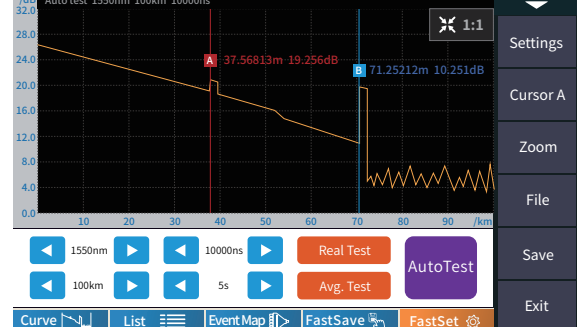 /dB Auto test 1550nm 100km 10000ns
32.0
28.0
24.0
20.0
16.0
12.0
8.0
4.0
0.0
1:1
A 37.56813m 19.256dB
B 71.25212m 10.251dB
10 20 30 40 50 60 70 80 90 /km
Settings
Cursor A
Zoom
File
Save
Exit
1550nm 10000ns Real Test
100km 5s Avg. Test
AutoTest
Curve List Event Map FastSave FastSet